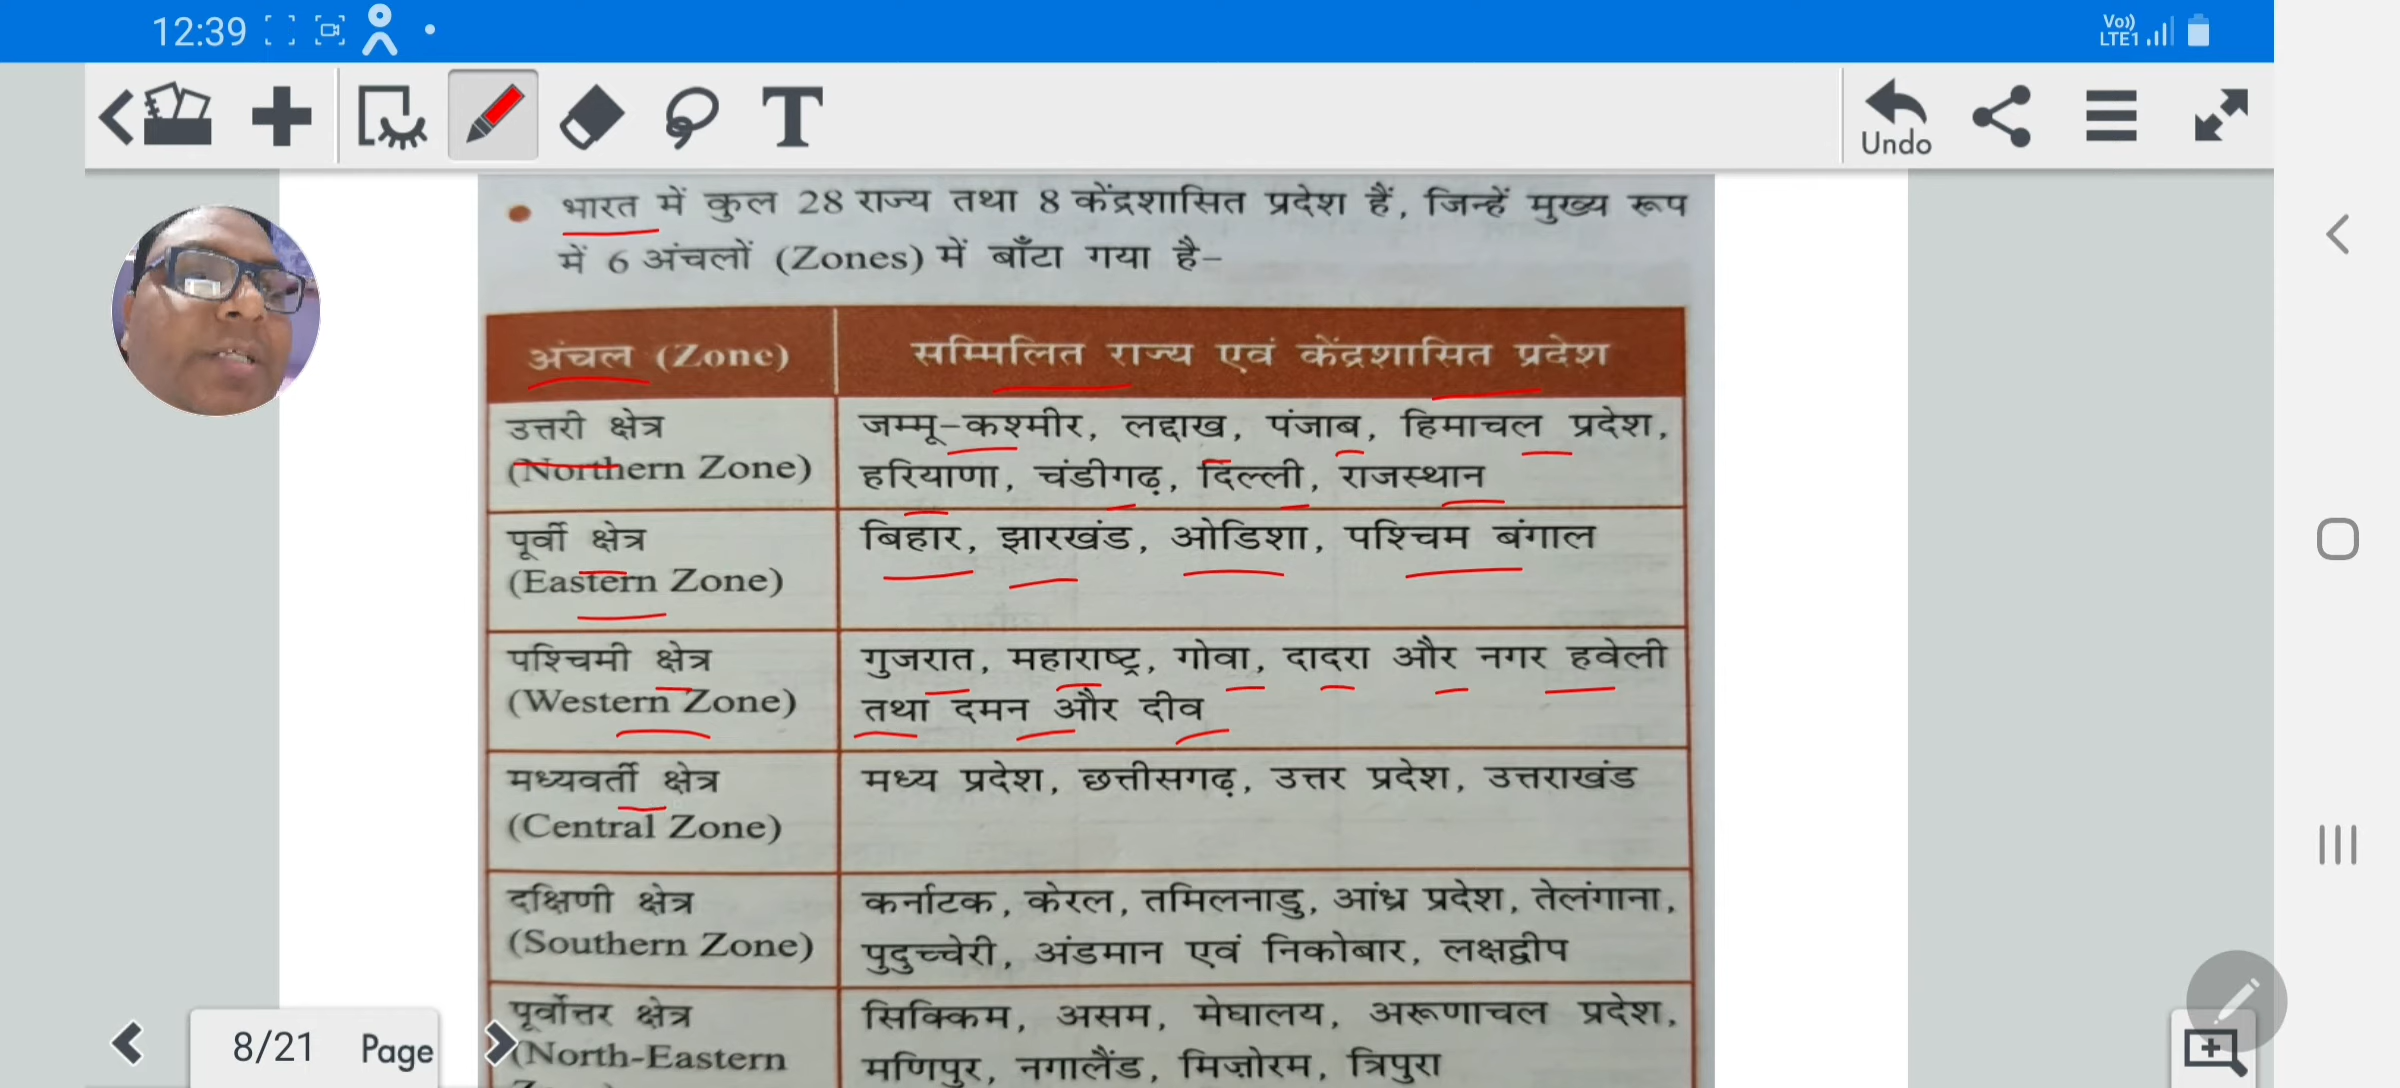 12:39
Vo))
LTE1
T
Undo
• भारत में कुल 28 राज्य तथा 8 केंद्रशासित प्रदेश हैं, जिन्हें मुख्य रूप
में 6 अंचलों (Zones) में बाँटा गया है-
अंचल (Zone) सम्मिलित राज्य एवं केंद्रशासित प्रदेश
उत्तरी क्षेत्र
(Northern Zone)
जम्मू-कश्मीर, लद्दाख, पंजाब, हिमाचल प्रदेश,
हरियाणा, चंडीगढ़, दिल्ली, राजस्थान
पूर्वी क्षेत्र
(Eastern Zone)
बिहार, झारखंड, ओडिशा, पश्चिम बंगाल
पश्चिमी क्षेत्र
(Western Zone)
गुजरात, महाराष्ट्र, गोवा, दादरा और नगर हवेली
तथा दमन और दीव
मध्यवर्ती क्षेत्र
(Central Zone)
मध्य प्रदेश, छत्तीसगढ़, उत्तर प्रदेश, उत्तराखंड
दक्षिणी क्षेत्र
(Southern Zone)
कर्नाटक, केरल, तमिलनाडु, आंध्र प्रदेश, तेलंगाना,
पुदुच्चेरी, अंडमान एवं निकोबार, लक्षद्वीप
पूर्वोत्तर क्षेत्र
(North-Eastern
सिक्किम, असम, मेघालय, अरूणाचल प्रदेश,
मणिपुर, नगालैंड, मिज़ोरम, त्रिपुरा
8/21 Page